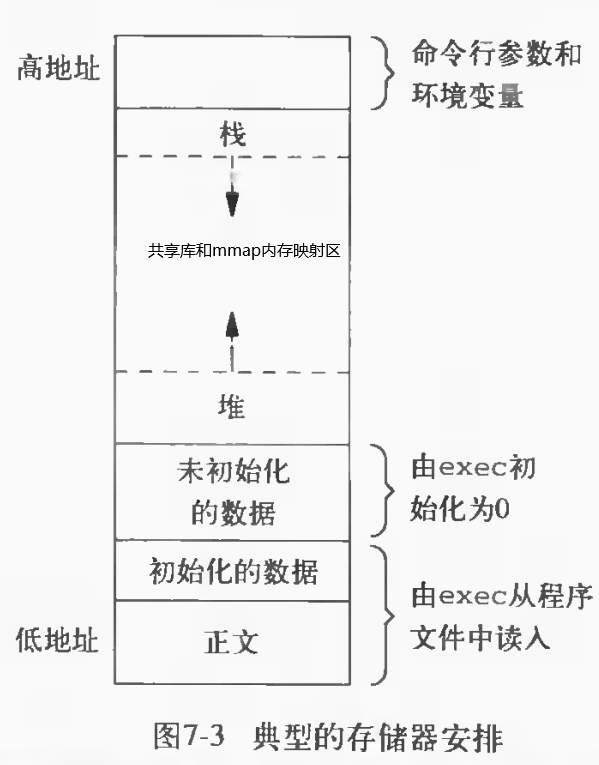 高地址
命令行参数和
环境变量
栈
共享库和mmap内存映射区
堆
未初始化
的数据
由exec初
始化为0
初始化的数据
由exec从程序
文件中读入
低地址
正文
图7-3 典型的存储器安排